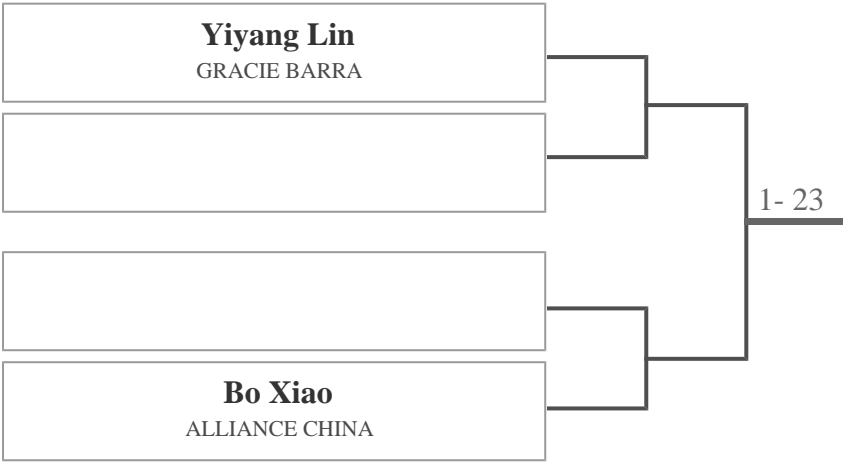 Yiyang Lin
GRACIE BARRA
1- 23
Bo Xiao
ALLIANCE CHINA